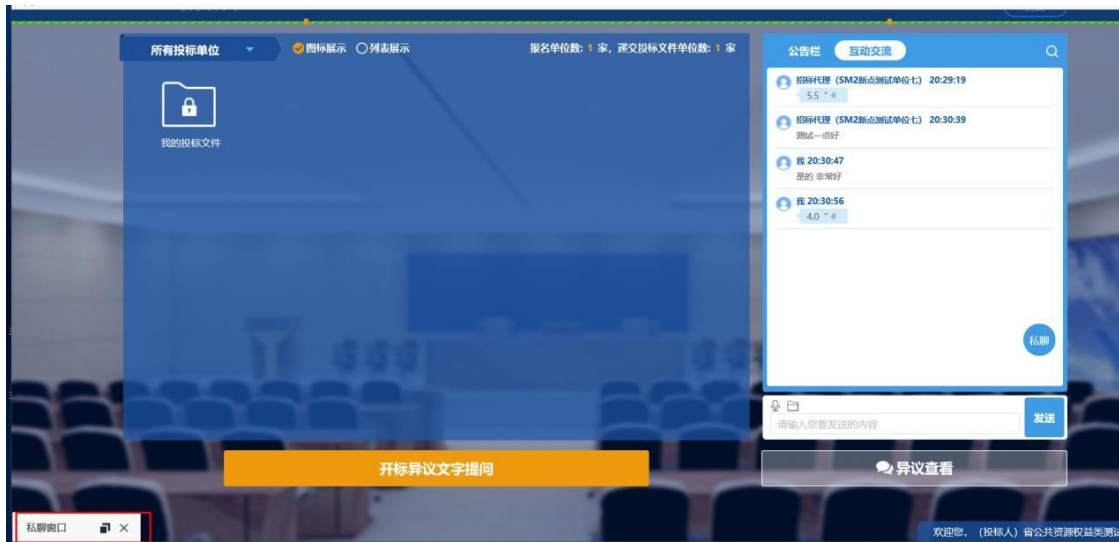 所有投标单位
图标展示
列表展示
报名单位数: 1 家, 递交投标文件单位数: 1 家
我的投标文件
公告栏
互动交流
招标代理（SM2新点测试单位七） 20:29:19
5.5 "
招标代理（SM2新点测试单位七） 20:30:39
测试一点好
我 20:30:47
是的 非常好
我 20:30:56
4.0 "
私聊
请输入您要发送的内容
发送
开标异议文字提问
异议查看
私聊窗口
欢迎您, （投标人）省公共资源权益类测试